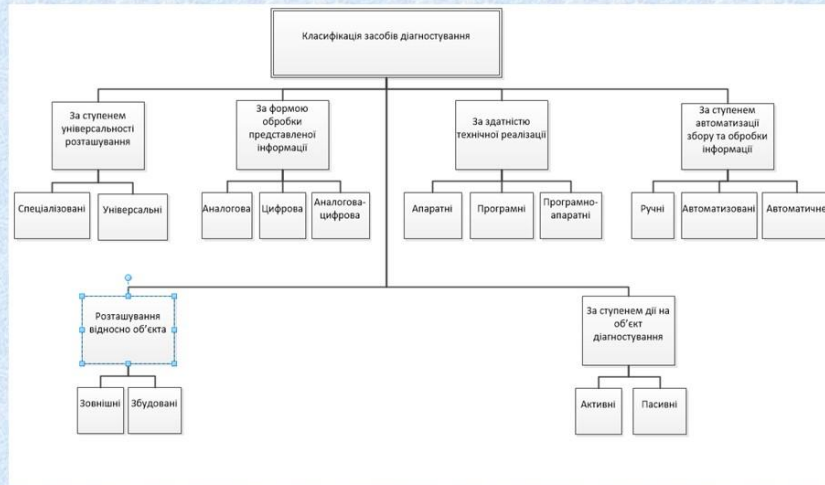 Класифікація засобів діагностування
За ступенем
універсальності
розташування
За формою
обробки
представленої
інформації
За здатністю
технічної реалізації
За ступенем
автоматизації
збору та обробки
інформації
Спеціалізовані
Універсальні
Аналогова
Цифрова
Аналогова-
цифрова
Апаратні
Програмні
Програмно-
апаратні
Ручні
Автоматизовані
Автоматичне
Розташування
відносно об'єкта
За ступенем дії на
об'єкт
діагностування
Зовнішні
Збудовані
Активні
Пасивні